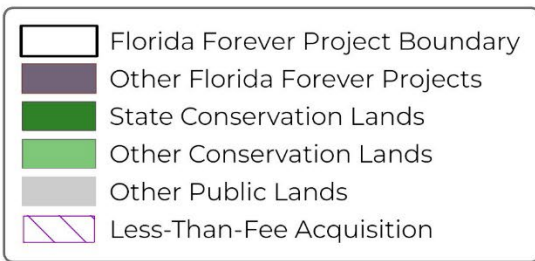 Florida Forever Project Boundary
Other Florida Forever Projects
State Conservation Lands
Other Conservation Lands
Other Public Lands
Less-Than-Fee Acquisition